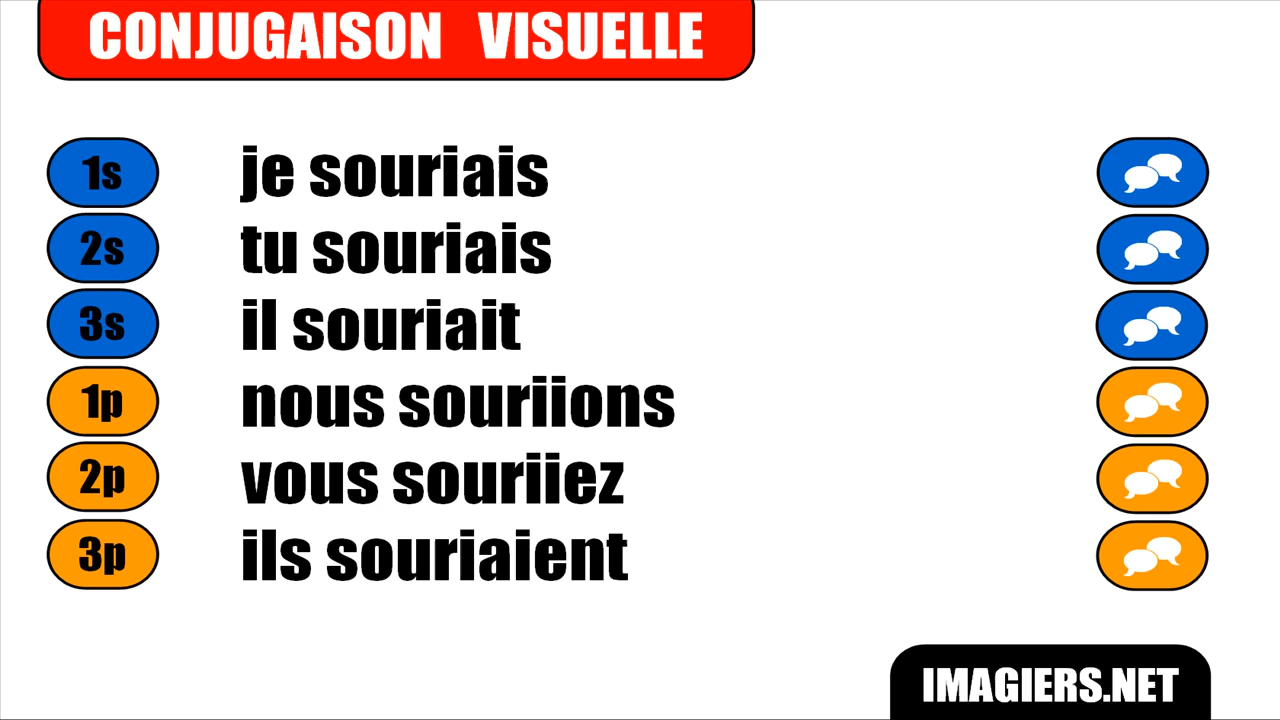 CONJUGAISON VISUELLE
1s je souriais
2s tu souriais
3s il souriait
1p nous souriions
2p vous souriiez
3p ils souriaient
IMAGIERS.NET